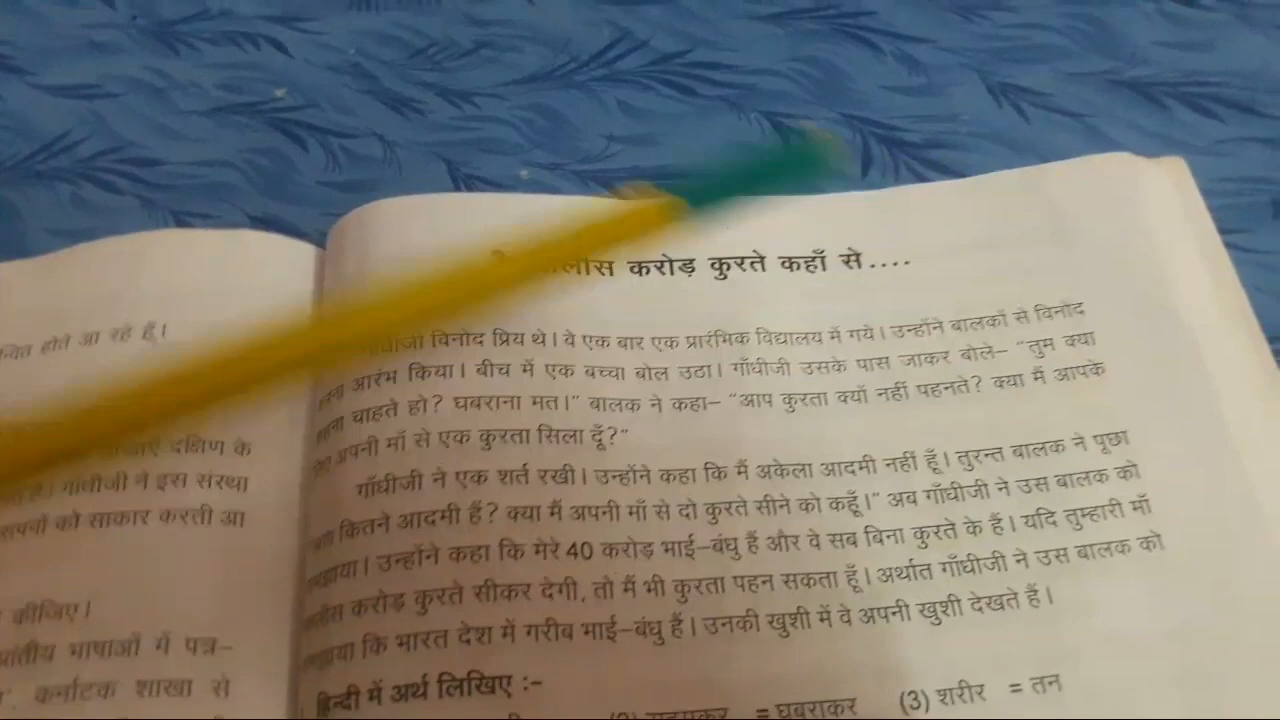 न्वित होते आ रहे हूँ।
दक्षिण के
गाँधीजी ने इस संस्था
सपनों को साकार करती आ
कीजिए।
प्रांतीय भाषाओं में पत्र–
कर्नाटक शाखा से
करोड़ कुरते कहाँ से....
विनोद प्रिय थे। वे एक बार एक प्रारंभिक विद्यालय में गये। उन्होंने बालकों से विनोद
आरंभ किया। बीच में एक बच्चा बोल उठा। गाँधीजी उसके पास जाकर बोले– "तुम क्या
चाहते हो? घबराना मत।" बालक ने कहा– "आप कुरता क्यों नहीं पहनते? क्या मैं आपके
अपनी माँ से एक कुरता सिला दूँ?"
गाँधीजी ने एक शर्त रखी। उन्होंने कहा कि मैं अकेला आदमी नहीं हूँ। तुरन्त बालक ने पूछा
कितने आदमी हैं? क्या मैं अपनी माँ से दो कुरते सीने को कहूँ।" अब गाँधीजी ने उस बालक को
उन्होंने कहा कि मेरे 40 करोड़ भाई–बंधु हैं और वे सब बिना कुरते के हैं। यदि तुम्हारी माँ
करोड़ कुरते सीकर देगी, तो मैं भी कुरता पहन सकता हूँ। अर्थात गाँधीजी ने उस बालक को
कि भारत देश में गरीब भाई–बंधु हैं। उनकी खुशी में वे अपनी खुशी देखते हैं।
हिन्दी में अर्थ लिखिए :–
= घबराकर (3) शरीर = तन